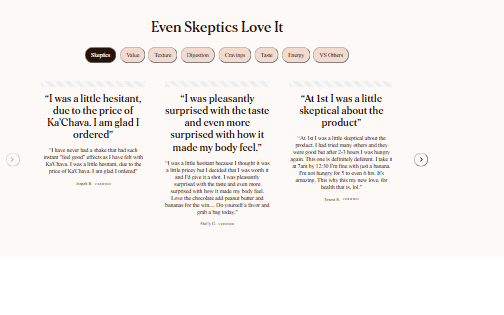 Even Skeptics Love It
Skeptics Value Texture Digestion Cravings Taste Energy VS Others
“I was a little hesitant,
due to the price of
Ka'Chava. I am glad I
ordered”
"I have never had a shake that had such
instant "feel good" effects as I have felt with
Ka'Chava. I was a little hesitant, due to the
price of Ka'Chava. I am glad I ordered"
Joseph R.
“I was pleasantly
surprised with the taste
and even more
surprised with how it
made my body feel.”
"I was a little hesitant because I thought it was
a little pricey but I decided that I was worth it
and I'd give it a shot. I was pleasantly
surprised with the taste and even more
surprised with how it made my body feel.
Love the chocolate add peanut butter and
bananas for the win ... Do yourself a favor and
grab a bag today."
Shelly G.
“At 1st I was a little
skeptical about the
product”
"At 1st I was a little skeptical about the
product. I had tried many others and they
were good but after 2-3 hours I was hungry
again. This one is definitely deferent. I take it
at 7am by 12:30 I'm fine with just a banana.
I'm not hungry for 5 to even 6 hrs. It's
amazing. This why this my new love, for
health that is, lol."